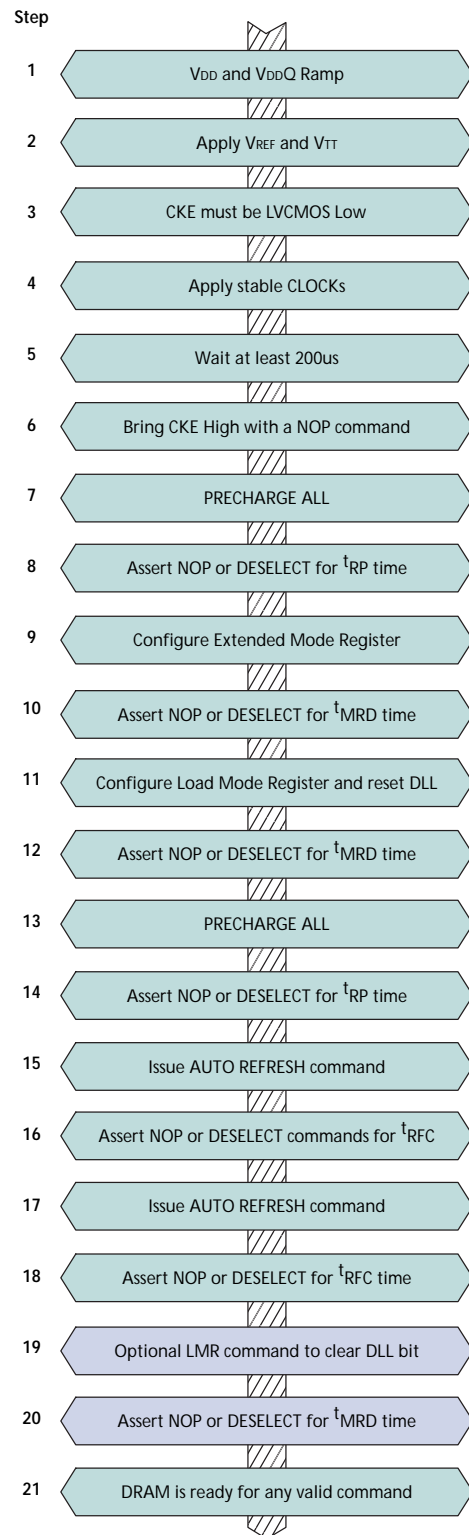 Step
1 VDD and VDDQ Ramp
2 Apply VREF and VTT
3 CKE must be LVCMOS Low
4 Apply stable CLOCKs
5 Wait at least 200us
6 Bring CKE High with a NOP command
7 PRECHARGE ALL
8 Assert NOP or DESELECT for tRP time
9 Configure Extended Mode Register
10 Assert NOP or DESELECT for tMRD time
11 Configure Load Mode Register and reset DLL
12 Assert NOP or DESELECT for tMRD time
13 PRECHARGE ALL
14 Assert NOP or DESELECT for tRP time
15 Issue AUTO REFRESH command
16 Assert NOP or DESELECT commands for tRFC
17 Issue AUTO REFRESH command
18 Assert NOP or DESELECT for tRFC time
19 Optional LMR command to clear DLL bit
20 Assert NOP or DESELECT for tMRD time
21 DRAM is ready for any valid command